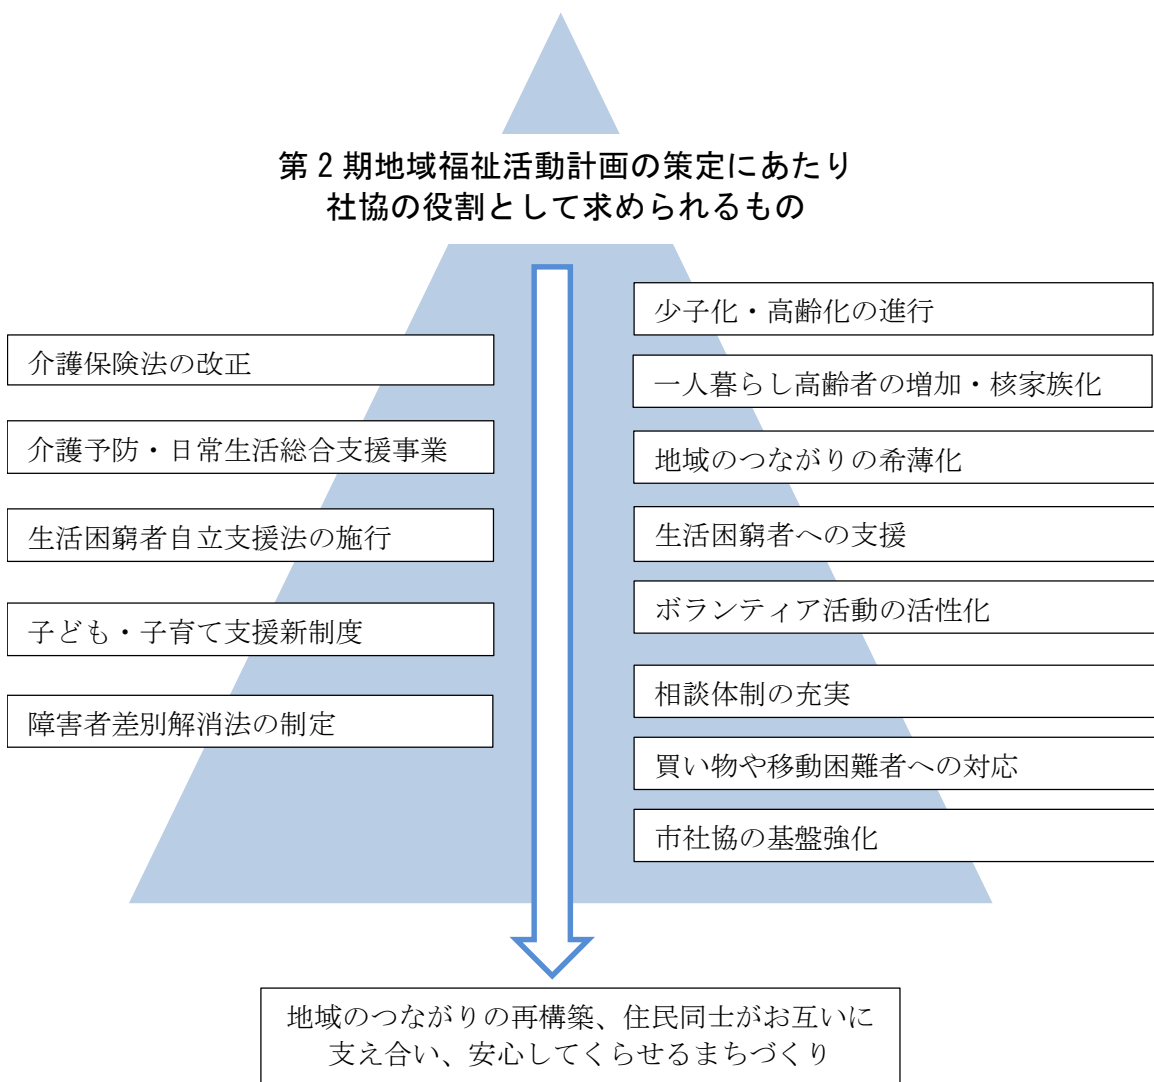 第２期地域福祉活動計画の策定にあたり
社協の役割として求められるもの
介護保険法の改正
介護予防・日常生活総合支援事業
生活困窮者自立支援法の施行
子ども・子育て支援新制度
障害者差別解消法の制定
少子化・高齢化の進行
一人暮らし高齢者の増加・核家族化
地域のつながりの希薄化
生活困窮者への支援
ボランティア活動の活性化
相談体制の充実
買い物や移動困難者への対応
市社協の基盤強化
地域のつながりの再構築、住民同士がお互いに
支え合い、安心してくらせるまちづくり